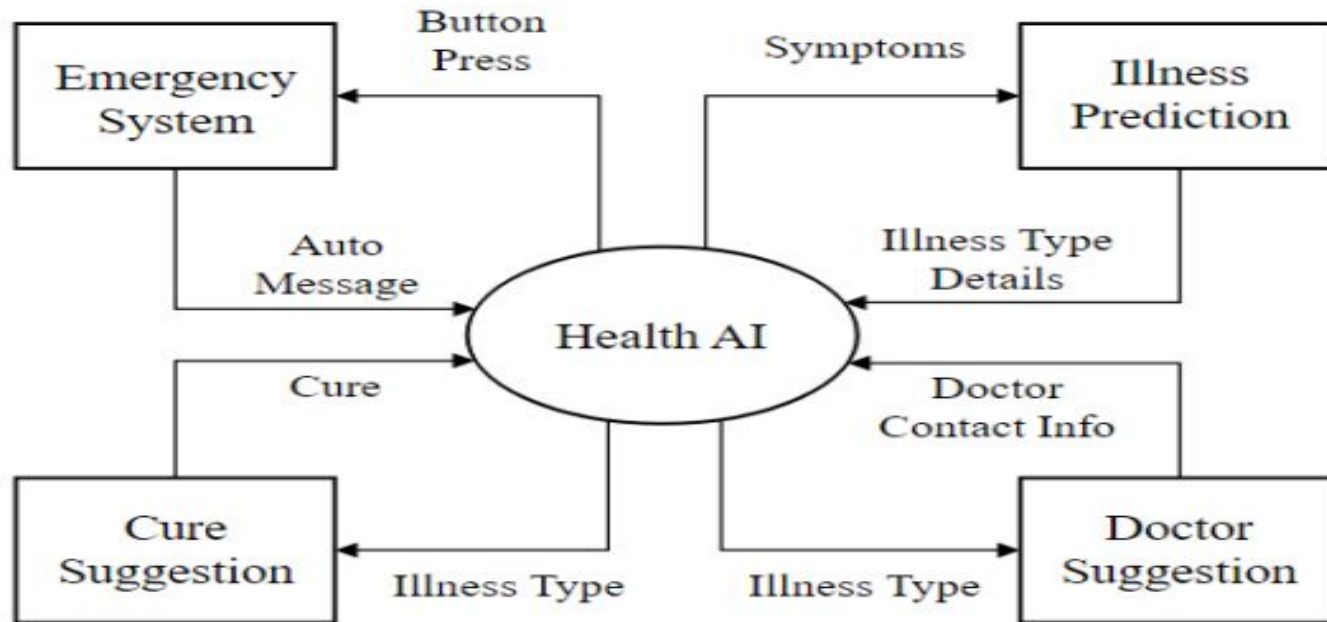 Button
Press
Symptoms
Emergency
System
Illness
Prediction
Auto
Message
Illness Type
Details
Health AI
Cure
Doctor
Contact Info
Cure
Suggestion
Doctor
Suggestion
Illness Type
Illness Type